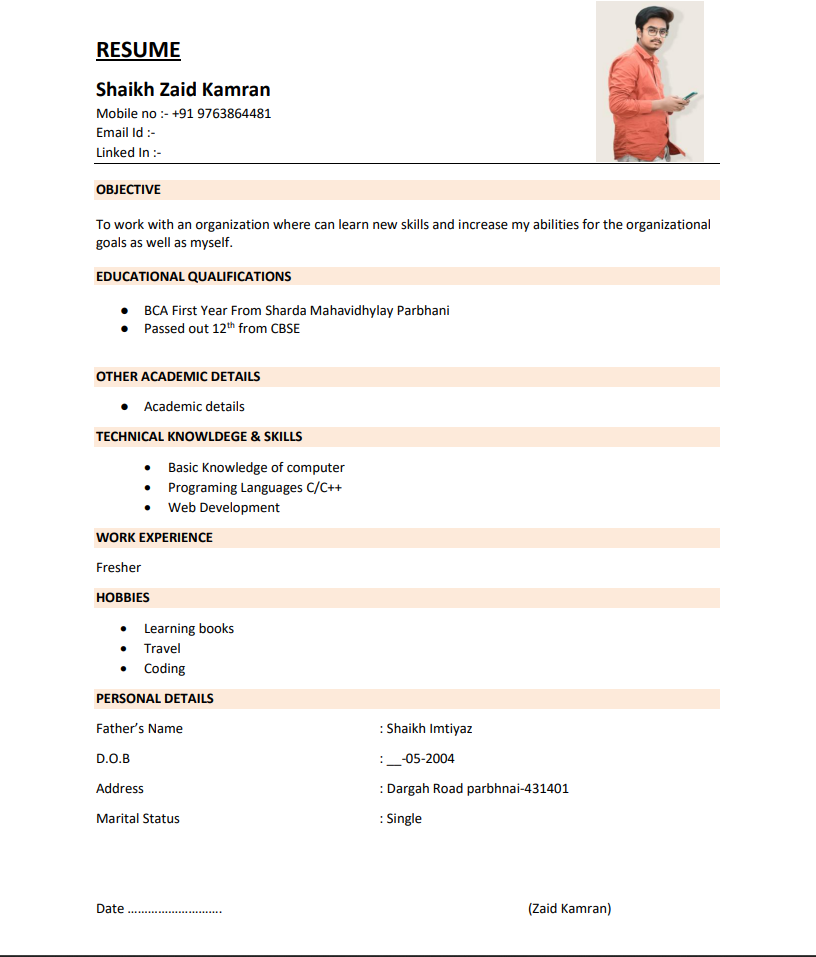 RESUME
Shaikh Zaid Kamran
Mobile no :- +91 9763864481
Email Id :-
Linked In :-
OBJECTIVE
To work with an organization where can learn new skills and increase my abilities for the organizational
goals as well as myself.
EDUCATIONAL QUALIFICATIONS
● BCA First Year From Sharda Mahavidhylay Parbhani
● Passed out 12th from CBSE
OTHER ACADEMIC DETAILS
● Academic details
TECHNICAL KNOWLDEGE & SKILLS
• Basic Knowledge of computer
• Programing Languages C/C++
• Web Development
WORK EXPERIENCE
Fresher
HOBBIES
• Learning books
• Travel
• Coding
PERSONAL DETAILS
Father’s Name : Shaikh Imtiyaz
D.O.B : __-05-2004
Address : Dargah Road parbhnai-431401
Marital Status : Single
Date ………………………. (Zaid Kamran)